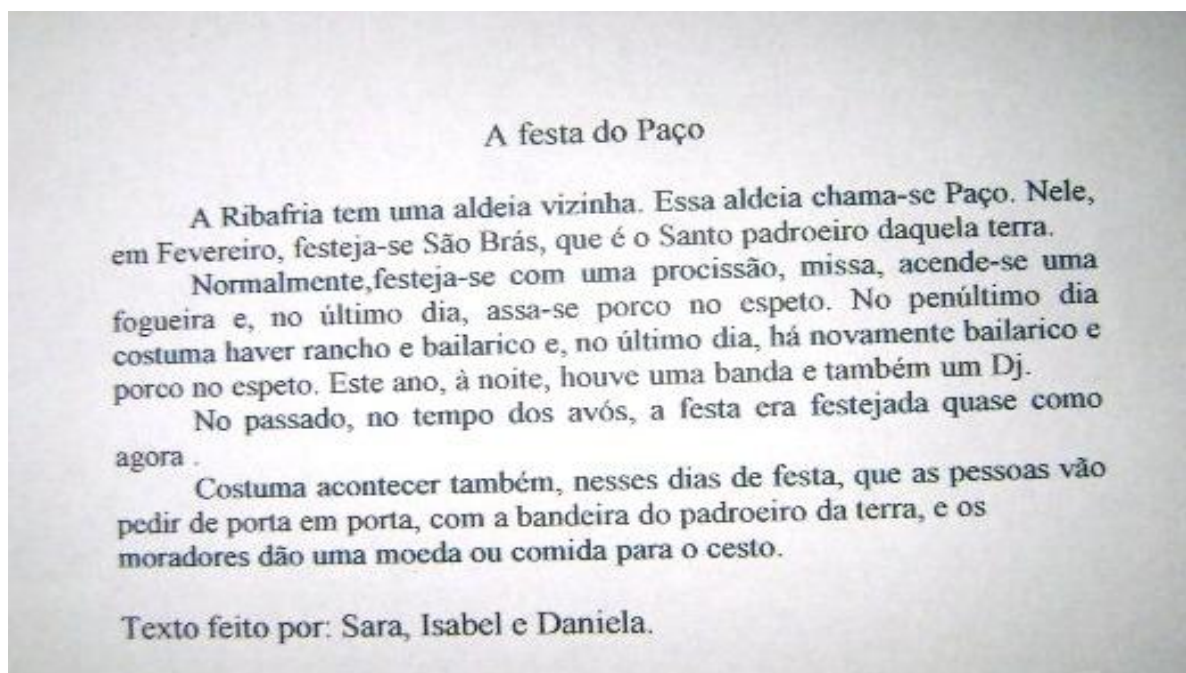 A festa do Paço
A Ribafria tem uma aldeia vizinha. Essa aldeia chama-se Paço. Nele,
em Fevereiro, festeja-se São Brás, que é o Santo padroeiro daquela terra.
Normalmente,festeja-se com uma procissão, missa, acende-se uma
fogueira e, no último dia, assa-se porco no espeto. No penúltimo dia
costuma haver rancho e bailarico e, no último dia, há novamente bailarico e
porco no espeto. Este ano, à noite, houve uma banda e também um Dj.
No passado, no tempo dos avós, a festa era festejada quase como
agora .
Costuma acontecer também, nesses dias de festa, que as pessoas vão
pedir de porta em porta, com a bandeira do padroeiro da terra, e os
moradores dão uma moeda ou comida para o cesto.
Texto feito por: Sara, Isabel e Daniela.